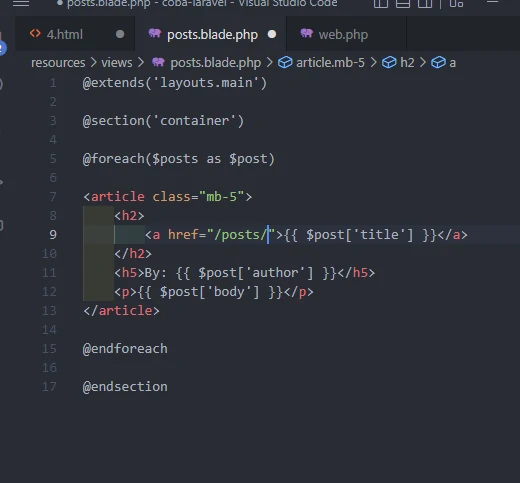 posts.blade.php - coba-laravel - Visual Studio Code
4.html
posts.blade.php
web.php
resources > views > posts.blade.php > article.mb-5 > h2 > a
1 @extends('layouts.main')
2
3 @section('container')
4
5 @foreach($posts as $post)
6
7 <article class="mb-5">
8 <h2>
9 <a href="/posts/">{{ $post['title'] }}</a>
10 </h2>
11 <h5>By: {{ $post['author'] }}</h5>
12 <p>{{ $post['body'] }}</p>
13 </article>
14
15 @endforeach
16
17 @endsection